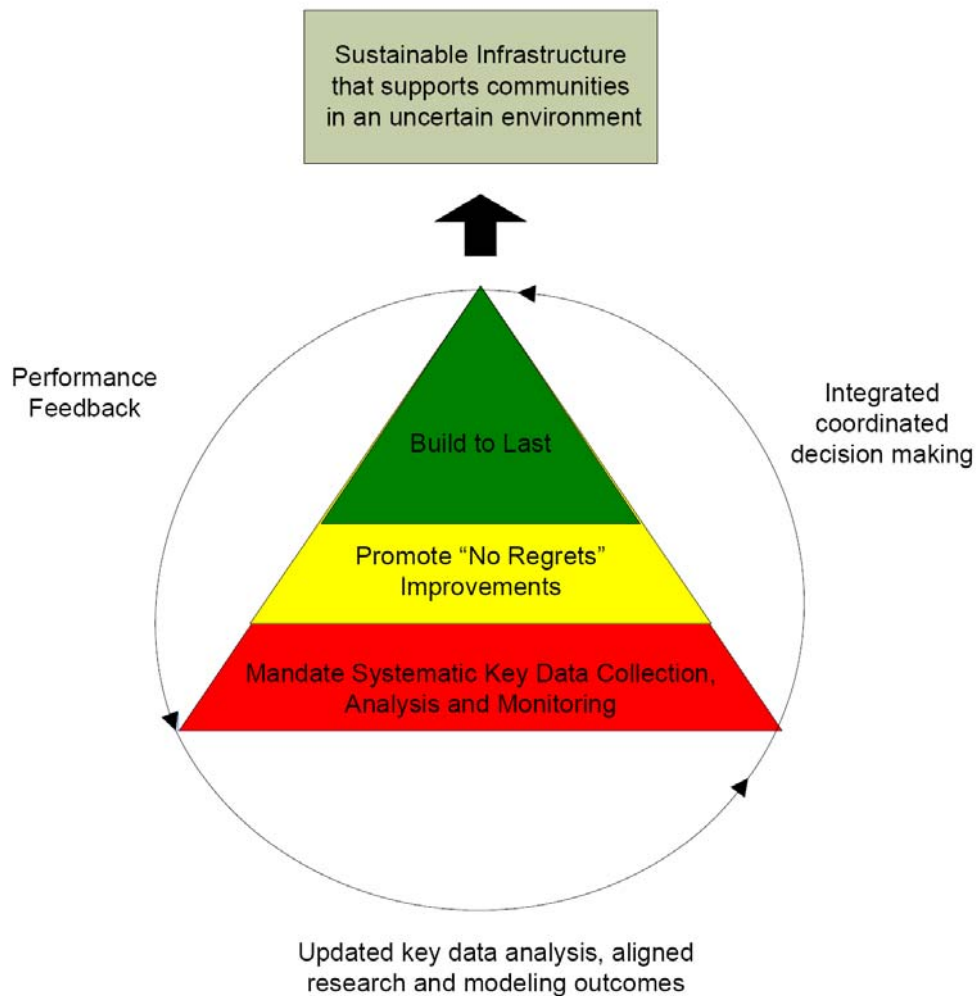 Sustainable Infrastructure
that supports communities
in an uncertain environment
Performance
Feedback
Integrated
coordinated
decision making
Build to Last
Promote “No Regrets”
Improvements
Mandate Systematic Key Data Collection,
Analysis and Monitoring
Updated key data analysis, aligned
research and modeling outcomes